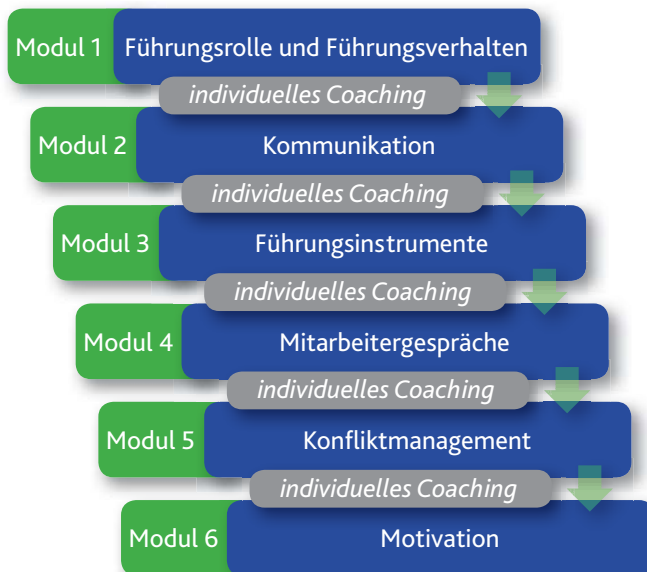 Modul 1 Führungsrolle und Führungsverhalten
individuelles Coaching
Modul 2 Kommunikation
individuelles Coaching
Modul 3 Führungsinstrumente
individuelles Coaching
Modul 4 Mitarbeitergespräche
individuelles Coaching
Modul 5 Konfliktmanagement
individuelles Coaching
Modul 6 Motivation